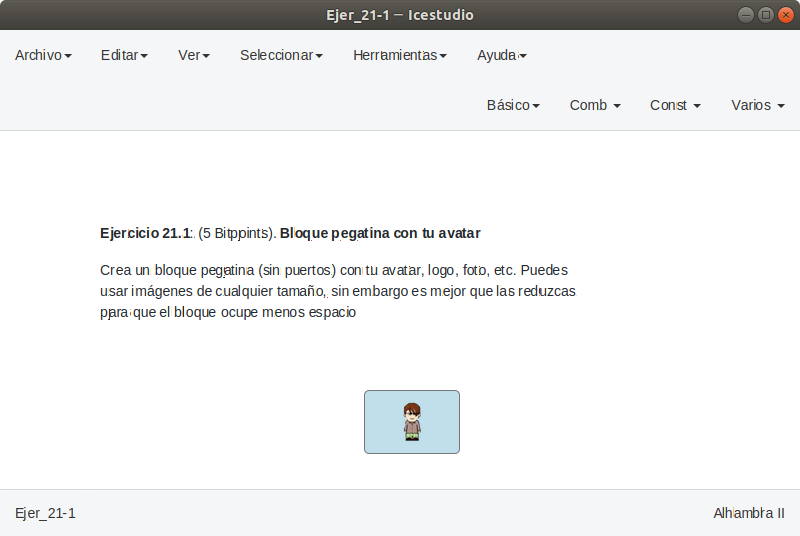 Ejer_21-1 – Icestudio
Archivo Editar Ver Seleccionar Herramientas Ayuda
Básico Comb Const Varios
Ejercicio 21.1: (5 Bitppints). Bloque pegatina con tu avatar
Crea un bloque pegatina (sin puertos) con tu avatar, logo, foto, etc. Puedes
usar imágenes de cualquier tamaño, sin embargo es mejor que las reduzcas
para que el bloque ocupe menos espacio
Ejer_21-1
Alhambra II